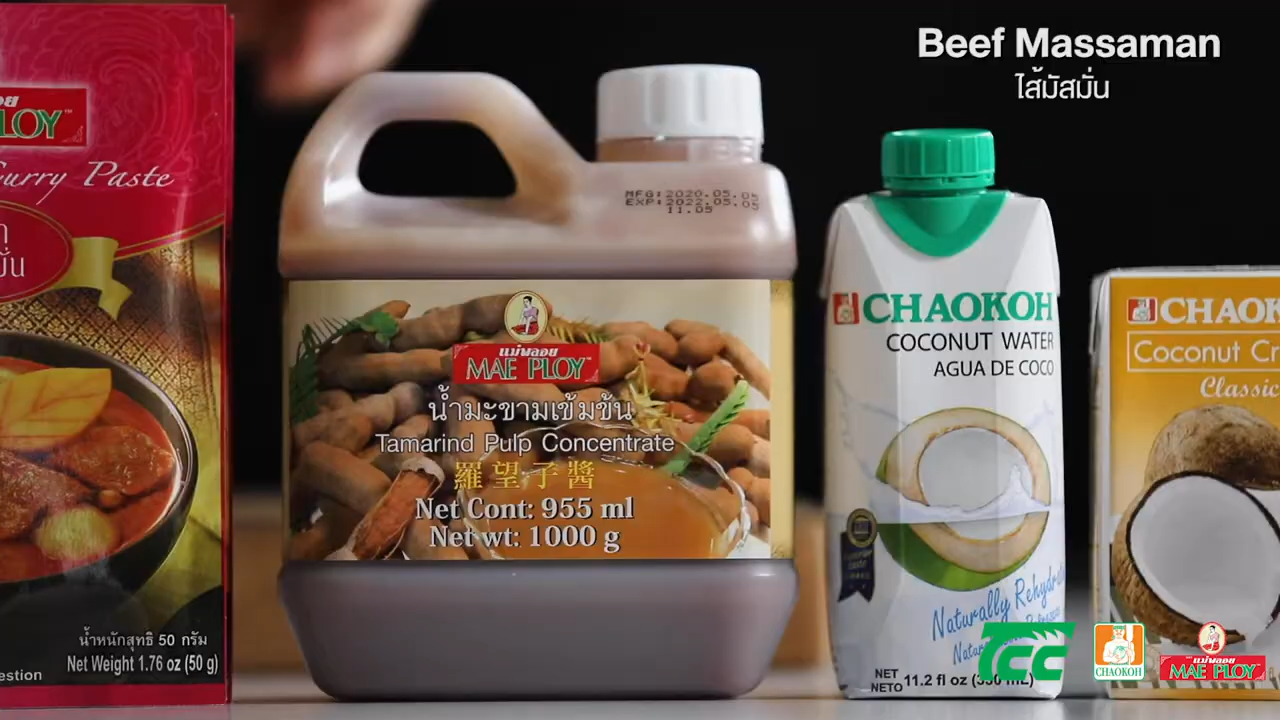 Beef Massaman
ไส้มัสมั่น
PLOY
Curry Paste
น้ำหนักสุทธิ 50 กรัม
Net Weight 1.76 oz (50 g)
MFG: 2020.05.05
EXP: 2022.05.05
11.05
แม่พลอย
MAE PLOY™
น้ำมะขามเข้มข้น
Tamarind Pulp Concentrate
羅望子醬
Net Cont: 955 ml
Net wt: 1000 g
CHAOKOH
COCONUT WATER
AGUA DE COCO
Naturally
NET
NETO 11.2 fl oz
CHAOK
Coconut Cr
Classic
TCC
CHAOKOH
แม่พลอย
MAE PLOY